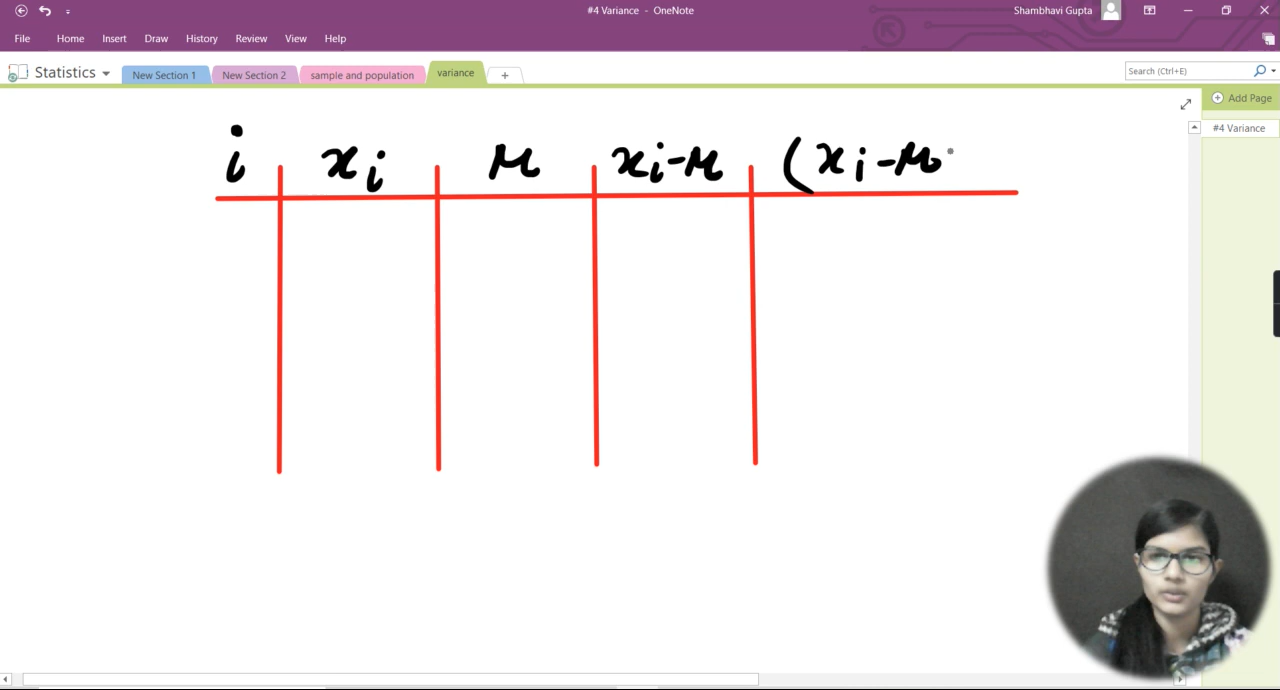 #4 Variance - OneNote
Shambhavi Gupta
File Home Insert Draw History Review View Help
Statistics
New Section 1
New Section 2
sample and population
variance
+
Search (Ctrl+E)
Add Page
#4 Variance
i xi μ xi-μ (xi-μ